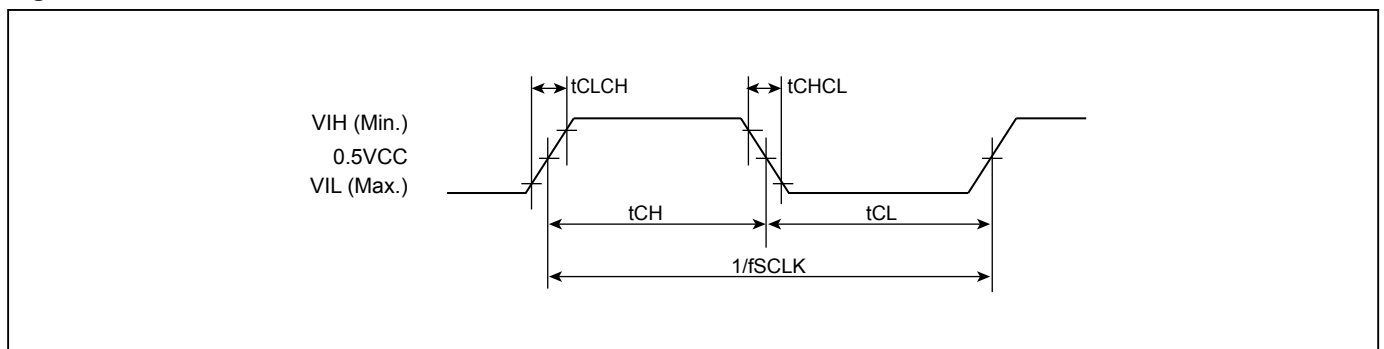 tCLCH
tCHCL
VIH (Min.)
0.5VCC
VIL (Max.)
tCH
tCL
1/fSCLK